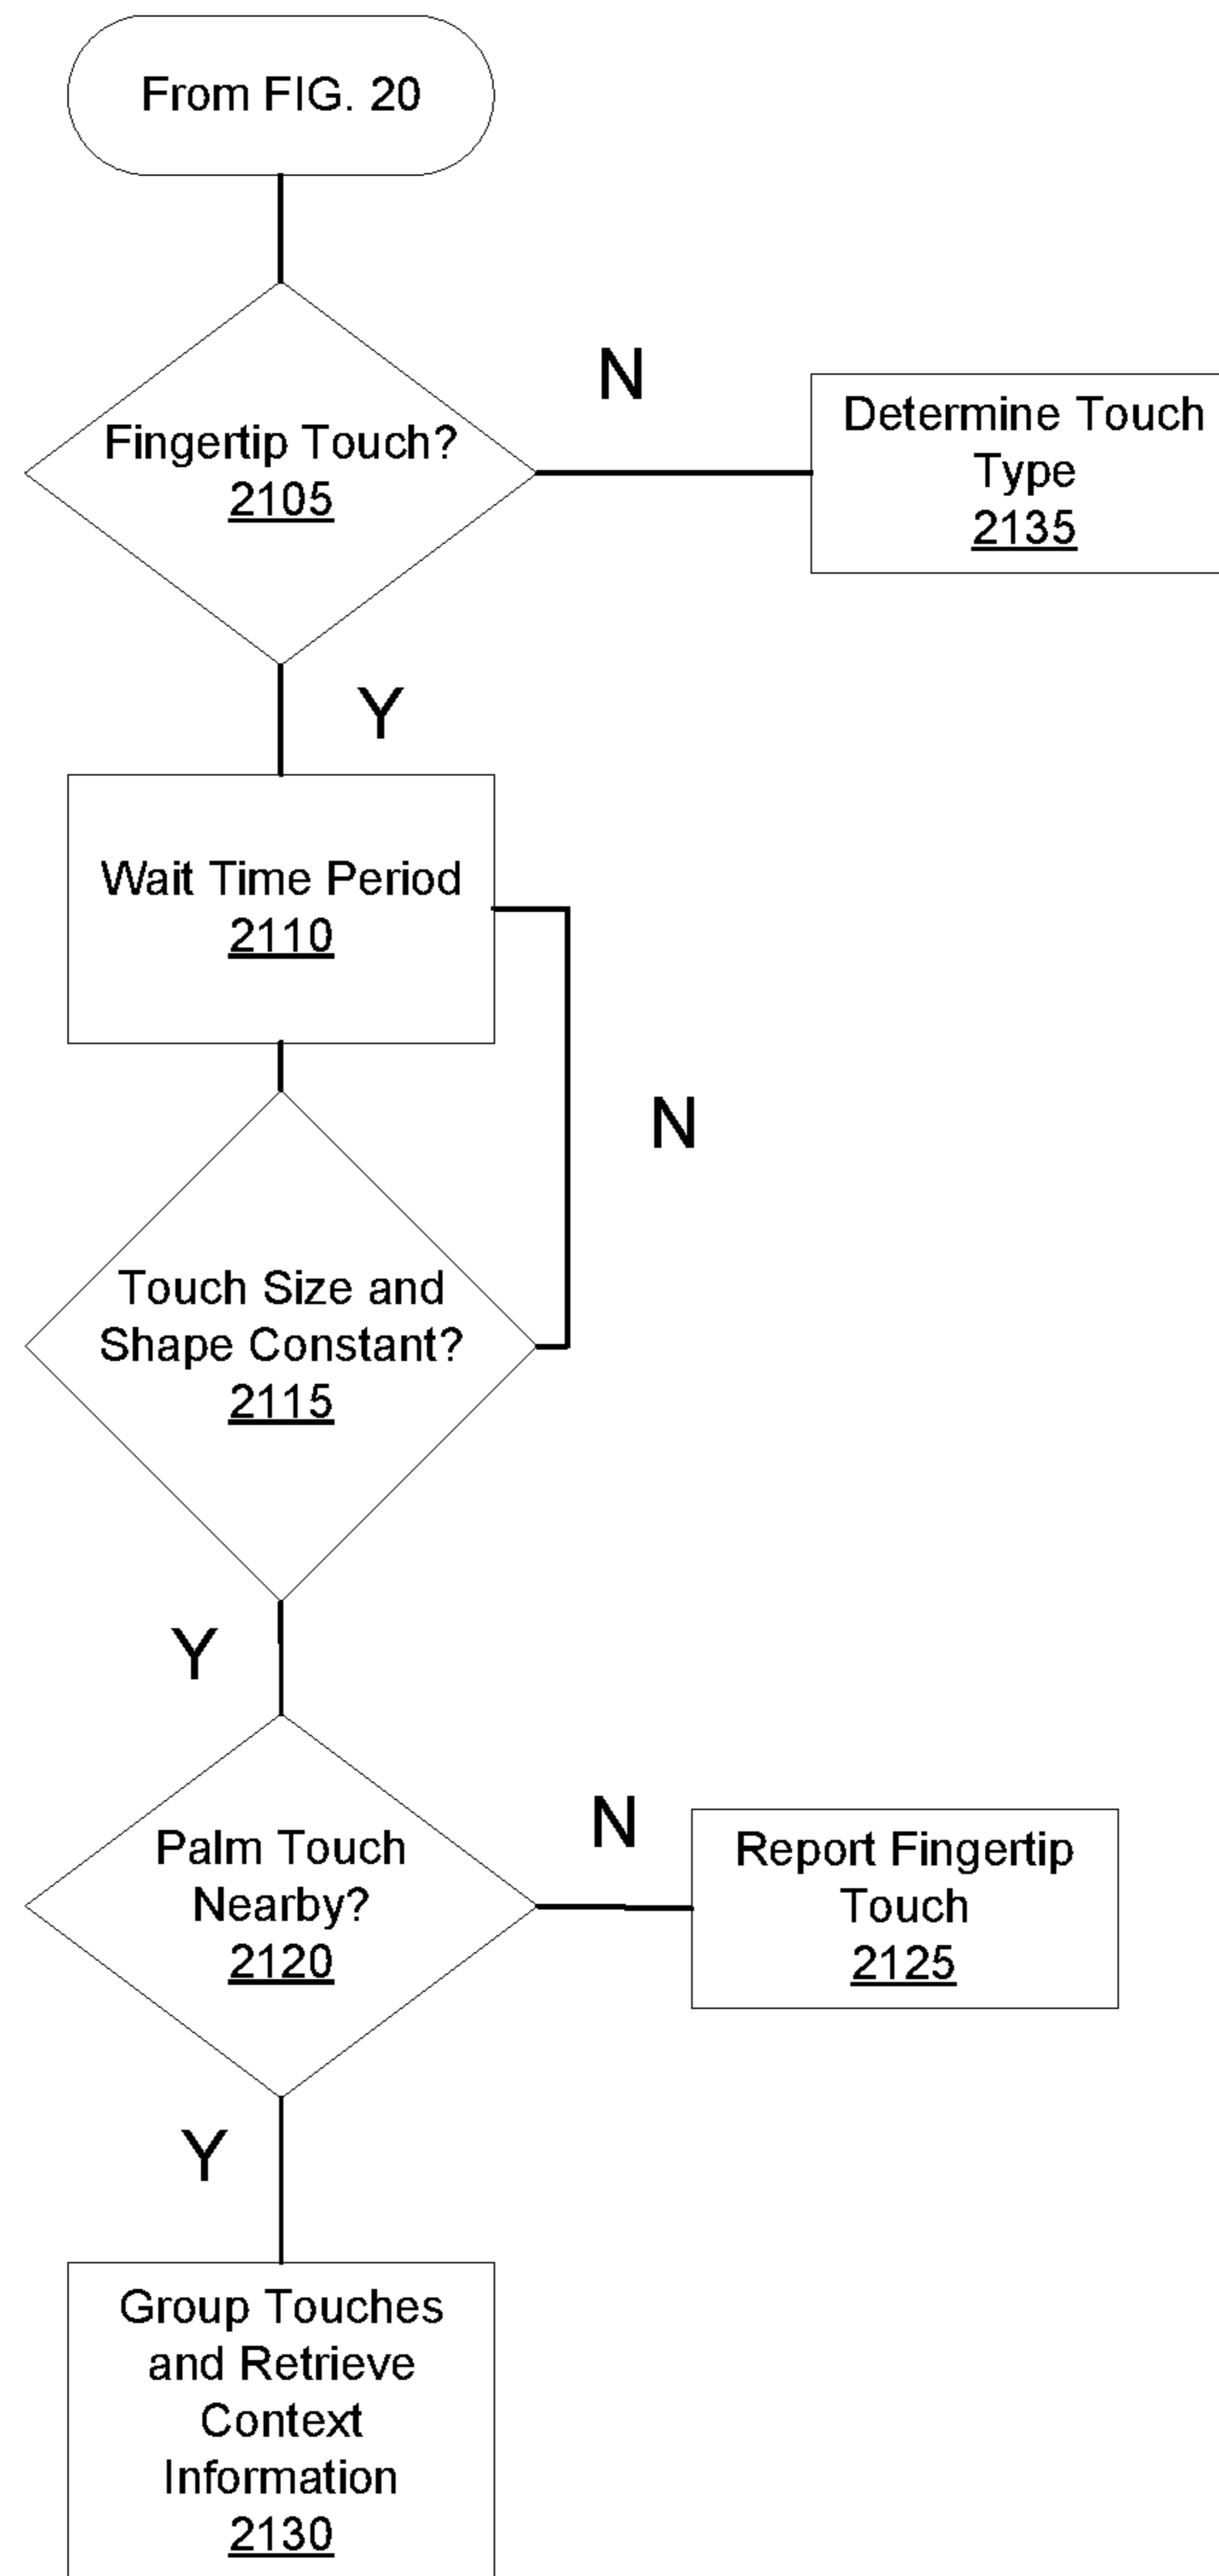 From FIG. 20
Fingertip Touch?
2105
N
Determine Touch
Type
2135
Y
Wait Time Period
2110
N
Touch Size and
Shape Constant?
2115
Y
Palm Touch
Nearby?
2120
N
Report Fingertip
Touch
2125
Y
Group Touches
and Retrieve
Context
Information
2130